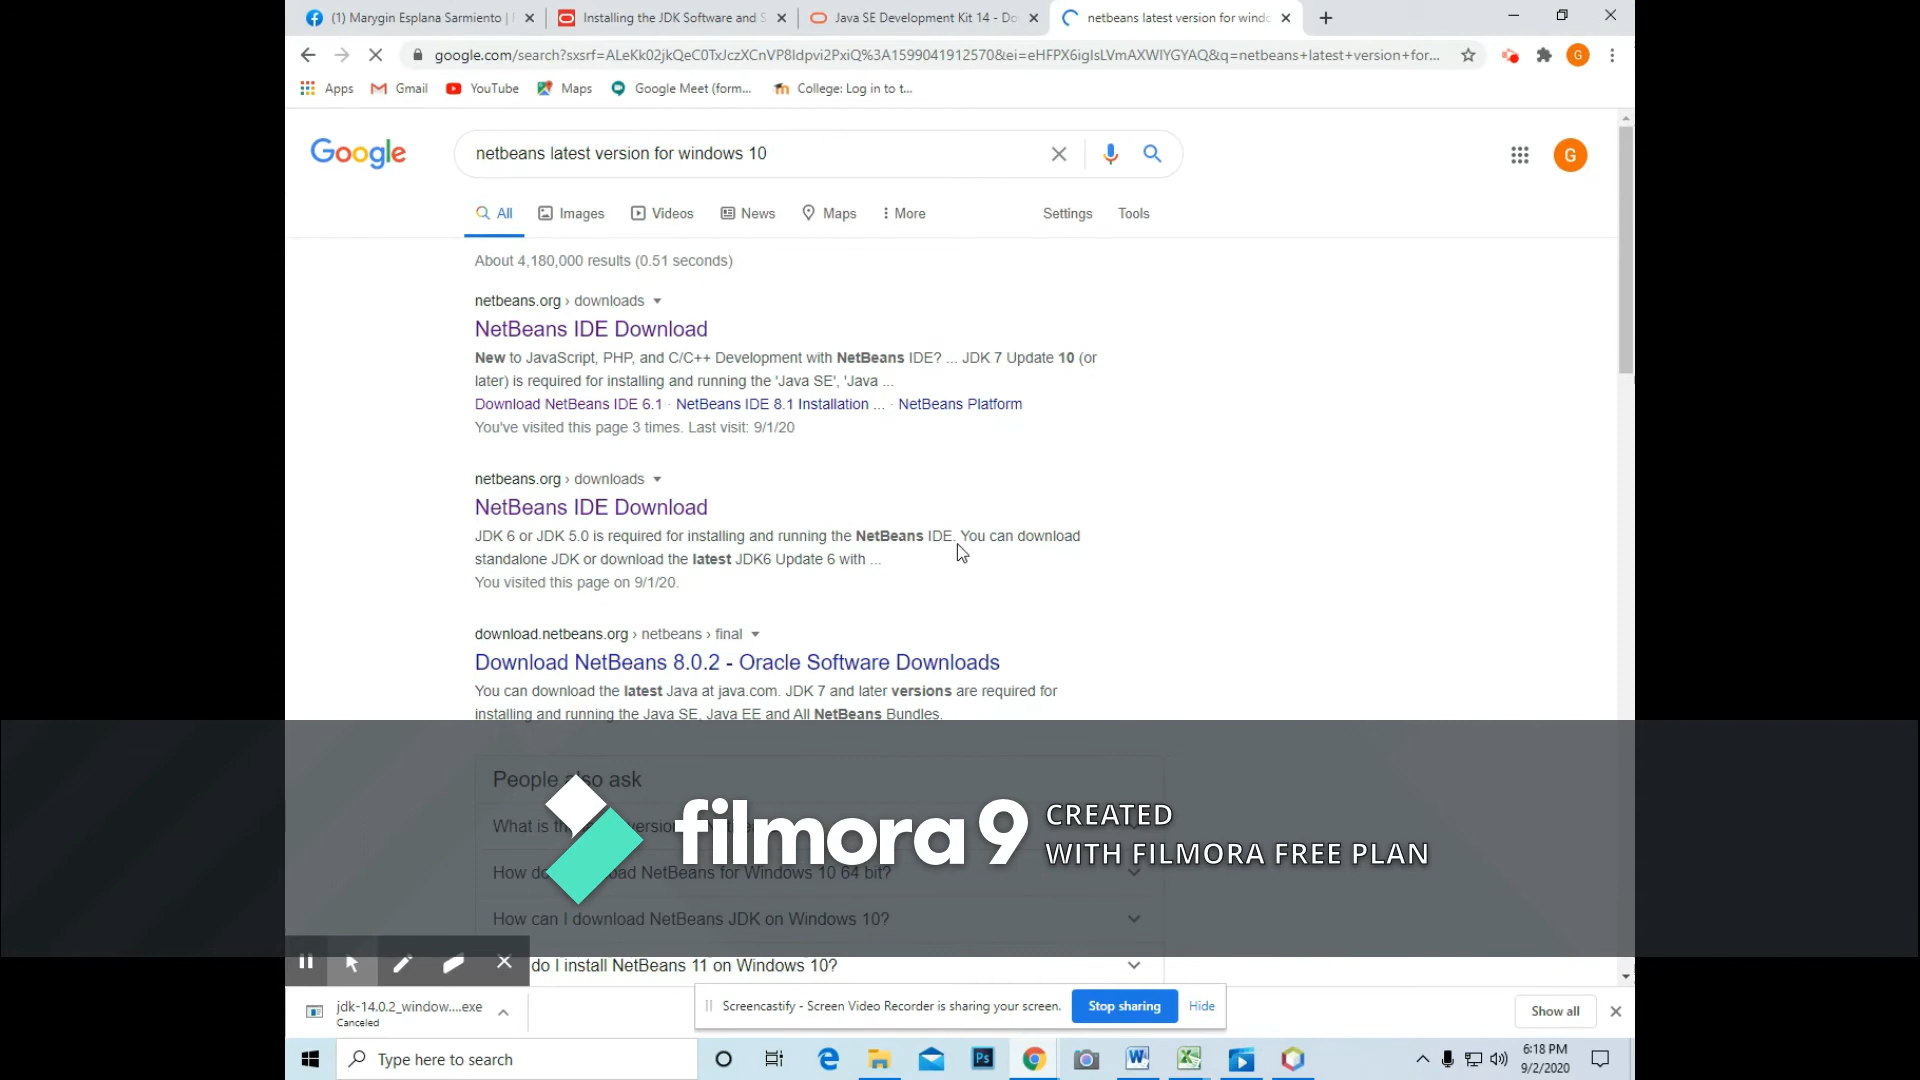 (1) Marygin Esplana Sarmiento |
Installing the JDK Software and S
Java SE Development Kit 14 - Do
netbeans latest version for windo
google.com/search?sxsrf=ALeKk02jkQeC0TxJczXCnVP8Idpvi2PxiQ%3A1599041912570&ei=eHFPX6igIsLVmAXWlYGYAQ&q=netbeans+latest+version+for...
G
Apps
Gmail
YouTube
Maps
Google Meet (form...
College: Log in to t...
Google
netbeans latest version for windows 10
G
All
Images
Videos
News
Maps
More
Settings
Tools
About 4,180,000 results (0.51 seconds)
netbeans.org › downloads
NetBeans IDE Download
New to JavaScript, PHP, and C/C++ Development with NetBeans IDE? ... JDK 7 Update 10 (or
later) is required for installing and running the 'Java SE', 'Java ...
Download NetBeans IDE 6.1 · NetBeans IDE 8.1 Installation ... · NetBeans Platform
You've visited this page 3 times. Last visit: 9/1/20
netbeans.org › downloads
NetBeans IDE Download
JDK 6 or JDK 5.0 is required for installing and running the NetBeans IDE. You can download
standalone JDK or download the latest JDK6 Update 6 with ...
You visited this page on 9/1/20.
download.netbeans.org › netbeans › final
Download NetBeans 8.0.2 - Oracle Software Downloads
You can download the latest Java at java.com. JDK 7 and later versions are required for
installing and running the Java SE, Java EE and All NetBeans Bundles.
People also ask
What is
How NetBeans for Windows 10 64 bit?
How can I download NetBeans JDK on Windows 10?
do I install NetBeans 11 on Windows 10?
filmora9
CREATED
WITH FILMORA FREE PLAN
jdk-14.0.2_window....exe
Canceled
Screencastify - Screen Video Recorder is sharing your screen.
Stop sharing
Hide
Show all
Type here to search
Ps
6:18 PM
9/2/2020